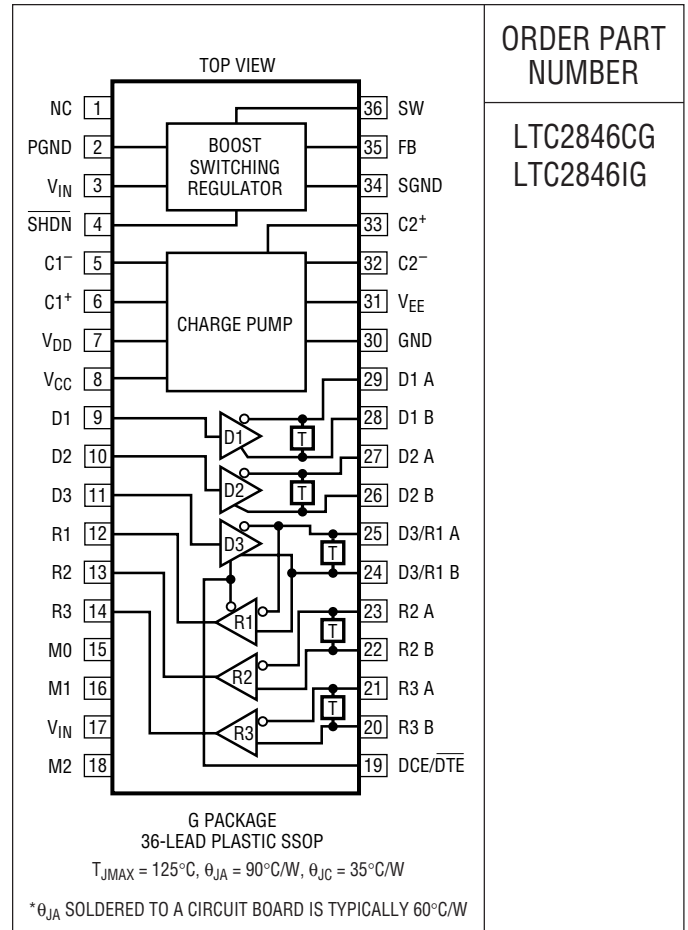 ORDER PART
NUMBER
LTC2846CG
LTC2846IG
TOP VIEW
NC 1
PGND 2
VIN 3
SHDN 4
C1– 5
C1+ 6
VDD 7
VCC 8
D1 9
D2 10
D3 11
R1 12
R2 13
R3 14
M0 15
M1 16
VIN 17
M2 18
BOOST
SWITCHING
REGULATOR
CHARGE PUMP
D1
T
D2
T
D3
T
R1
T
R2
T
R3
36 SW
35 FB
34 SGND
33 C2+
32 C2–
31 VEE
30 GND
29 D1 A
28 D1 B
27 D2 A
26 D2 B
25 D3/R1 A
24 D3/R1 B
23 R2 A
22 R2 B
21 R3 A
20 R3 B
19 DCE/DTE
G PACKAGE
36-LEAD PLASTIC SSOP
TJMAX = 125°C, θJA = 90°C/W, θJC = 35°C/W
*θJA SOLDERED TO A CIRCUIT BOARD IS TYPICALLY 60°C/W